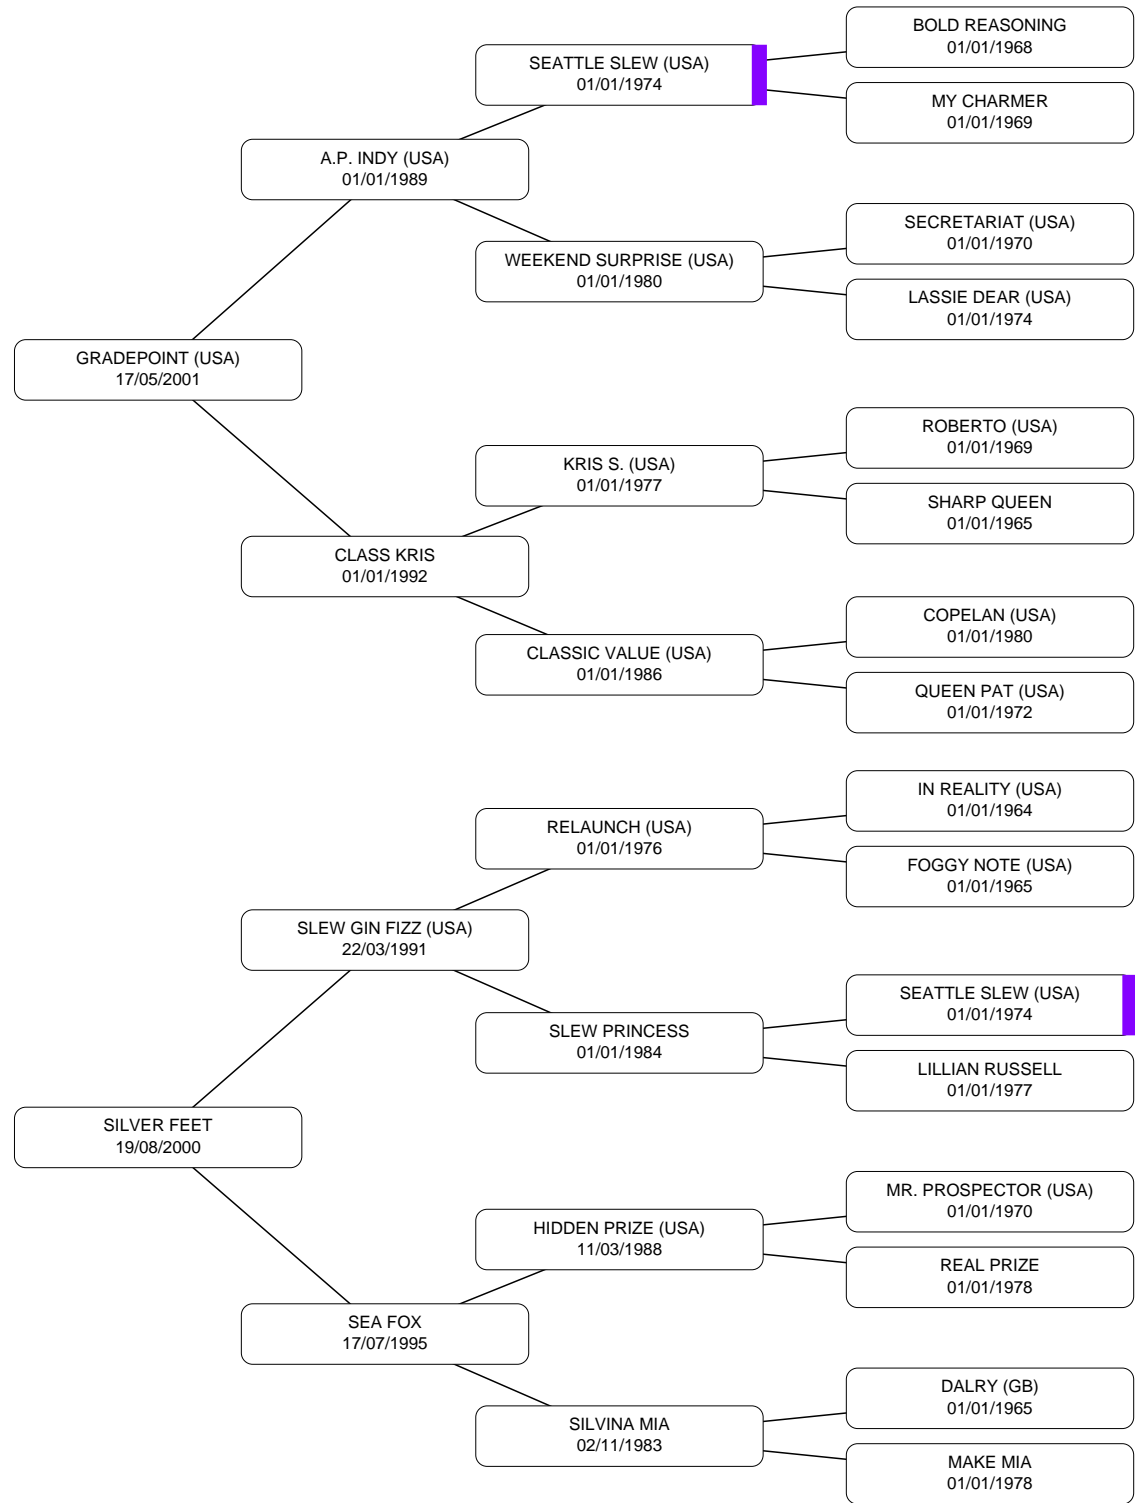 BOLD REASONING
01/01/1968
SEATTLE SLEW (USA)
01/01/1974
MY CHARMER
01/01/1969
A.P. INDY (USA)
01/01/1989
SECRETARIAT (USA)
01/01/1970
WEEKEND SURPRISE (USA)
01/01/1980
LASSIE DEAR (USA)
01/01/1974
GRADEPOINT (USA)
17/05/2001
ROBERTO (USA)
01/01/1969
KRIS S. (USA)
01/01/1977
SHARP QUEEN
01/01/1965
CLASS KRIS
01/01/1992
COPELAN (USA)
01/01/1980
CLASSIC VALUE (USA)
01/01/1986
QUEEN PAT (USA)
01/01/1972
IN REALITY (USA)
01/01/1964
RELAUNCH (USA)
01/01/1976
FOGGY NOTE (USA)
01/01/1965
SLEW GIN FIZZ (USA)
22/03/1991
SEATTLE SLEW (USA)
01/01/1974
SLEW PRINCESS
01/01/1984
LILLIAN RUSSELL
01/01/1977
SILVER FEET
19/08/2000
MR. PROSPECTOR (USA)
01/01/1970
HIDDEN PRIZE (USA)
11/03/1988
REAL PRIZE
01/01/1978
SEA FOX
17/07/1995
DALRY (GB)
01/01/1965
SILVINA MIA
02/11/1983
MAKE MIA
01/01/1978